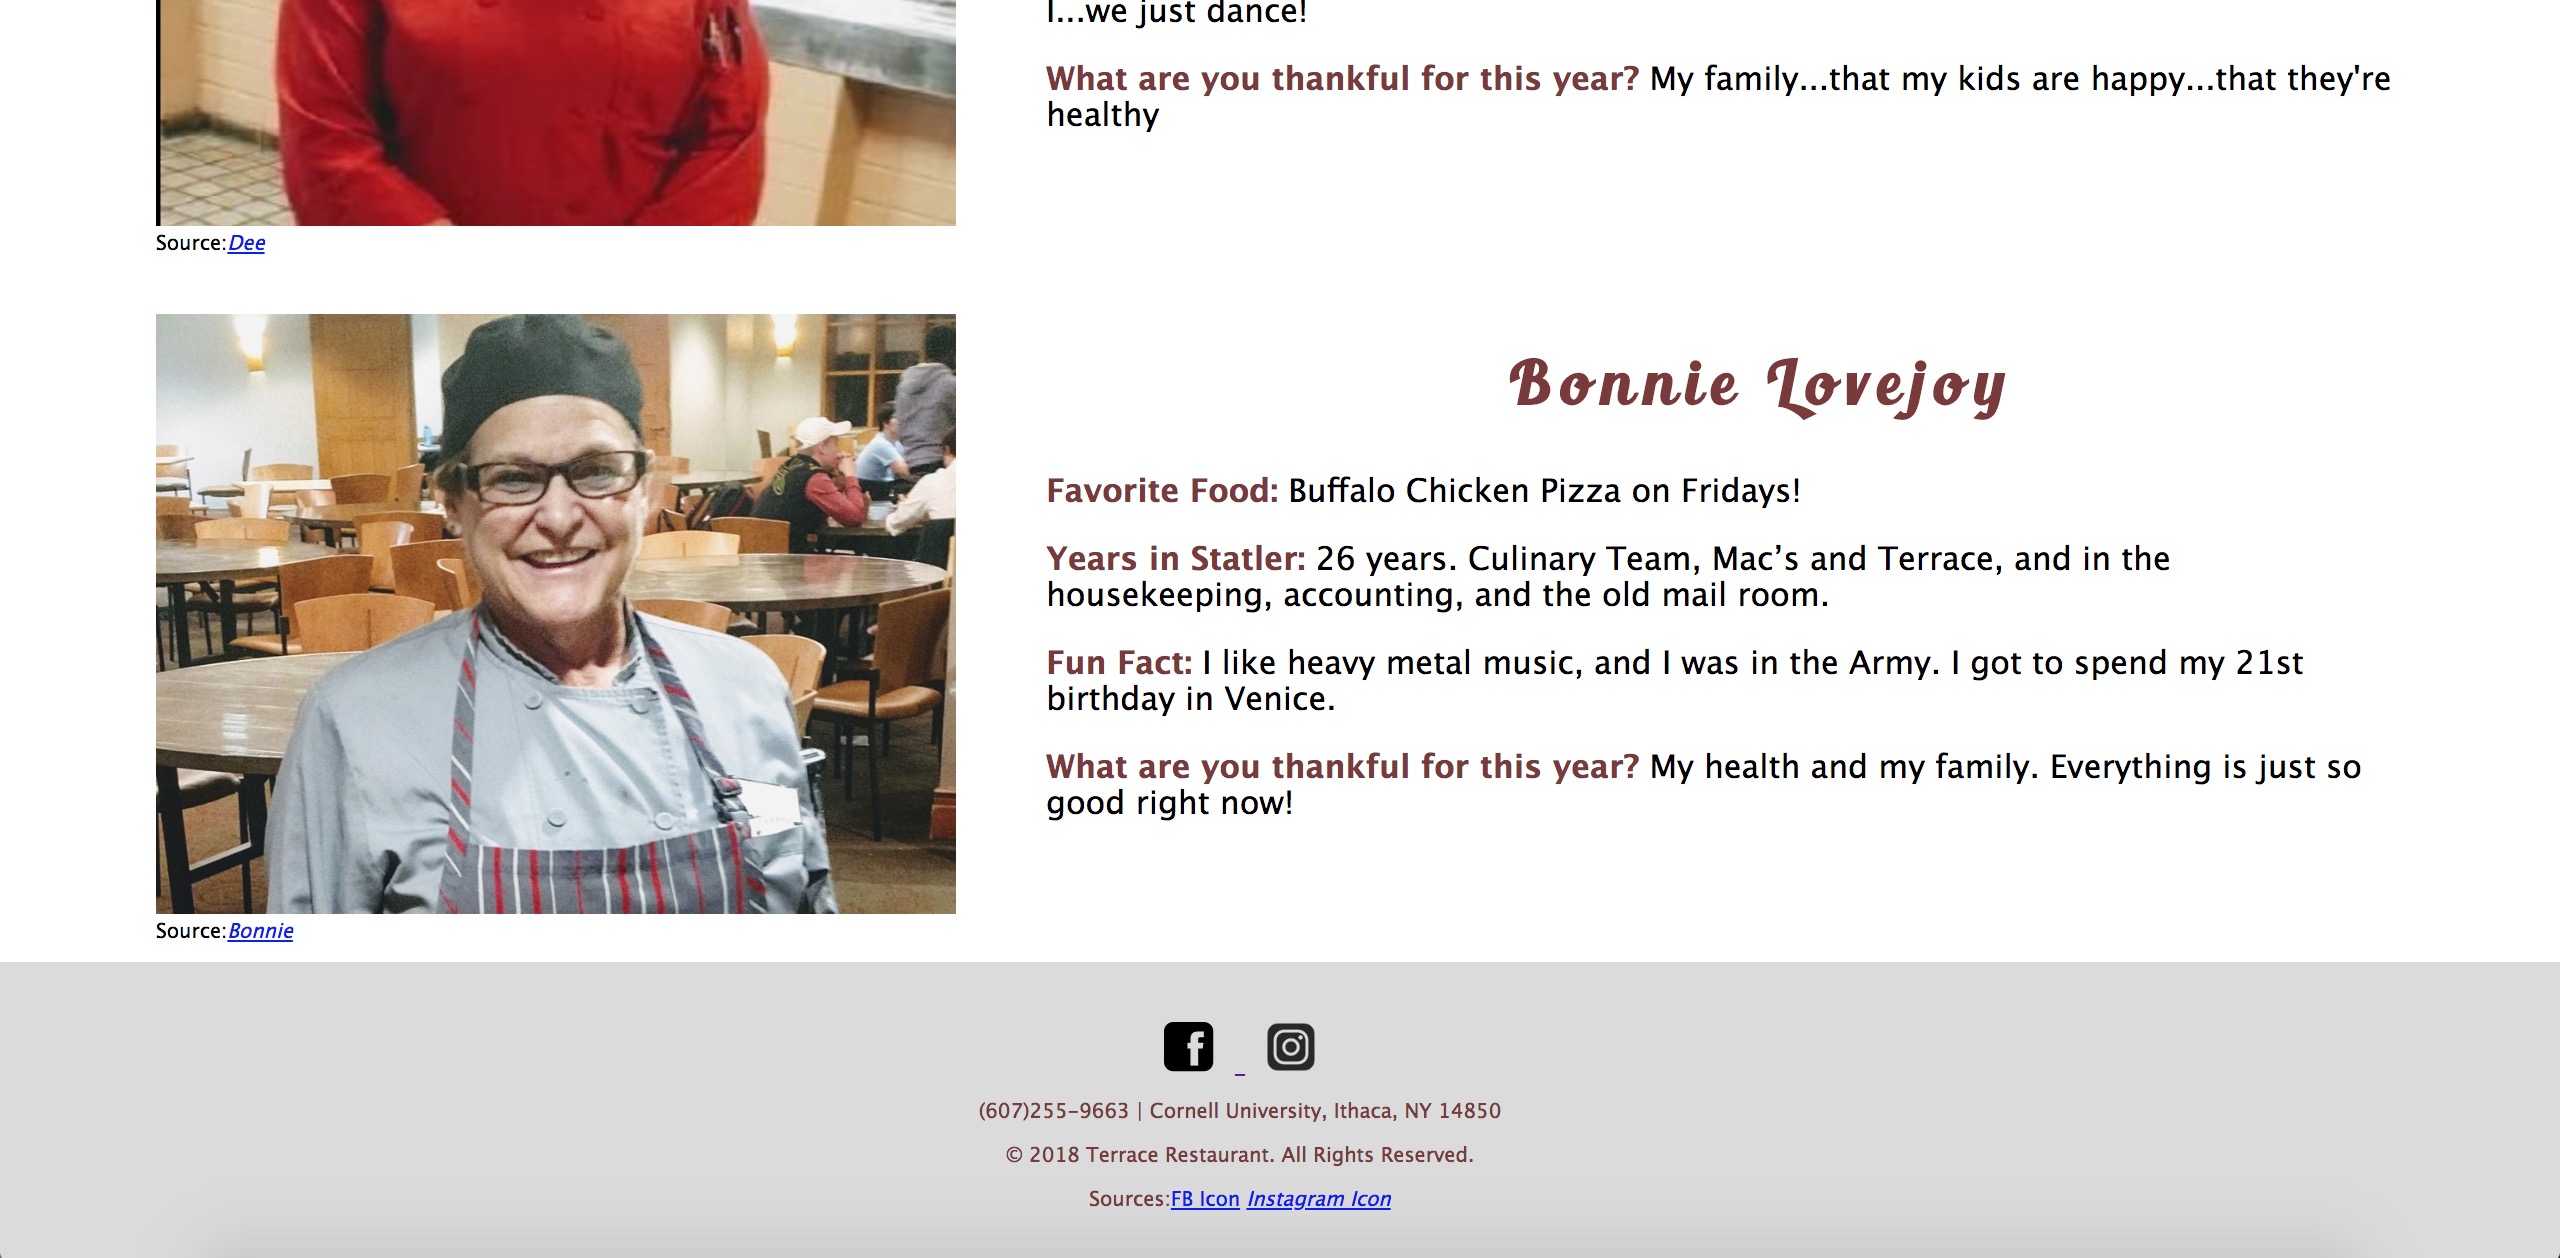 I...we just dance!
What are you thankful for this year? My family...that my kids are happy...that they're
healthy
Source:Dee
Bonnie Lovejoy
Favorite Food: Buffalo Chicken Pizza on Fridays!
Years in Statler: 26 years. Culinary Team, Mac’s and Terrace, and in the
housekeeping, accounting, and the old mail room.
Fun Fact: I like heavy metal music, and I was in the Army. I got to spend my 21st
birthday in Venice.
What are you thankful for this year? My health and my family. Everything is just so
good right now!
Source:Bonnie
(607)255-9663 | Cornell University, Ithaca, NY 14850
© 2018 Terrace Restaurant. All Rights Reserved.
Sources:FB Icon Instagram Icon